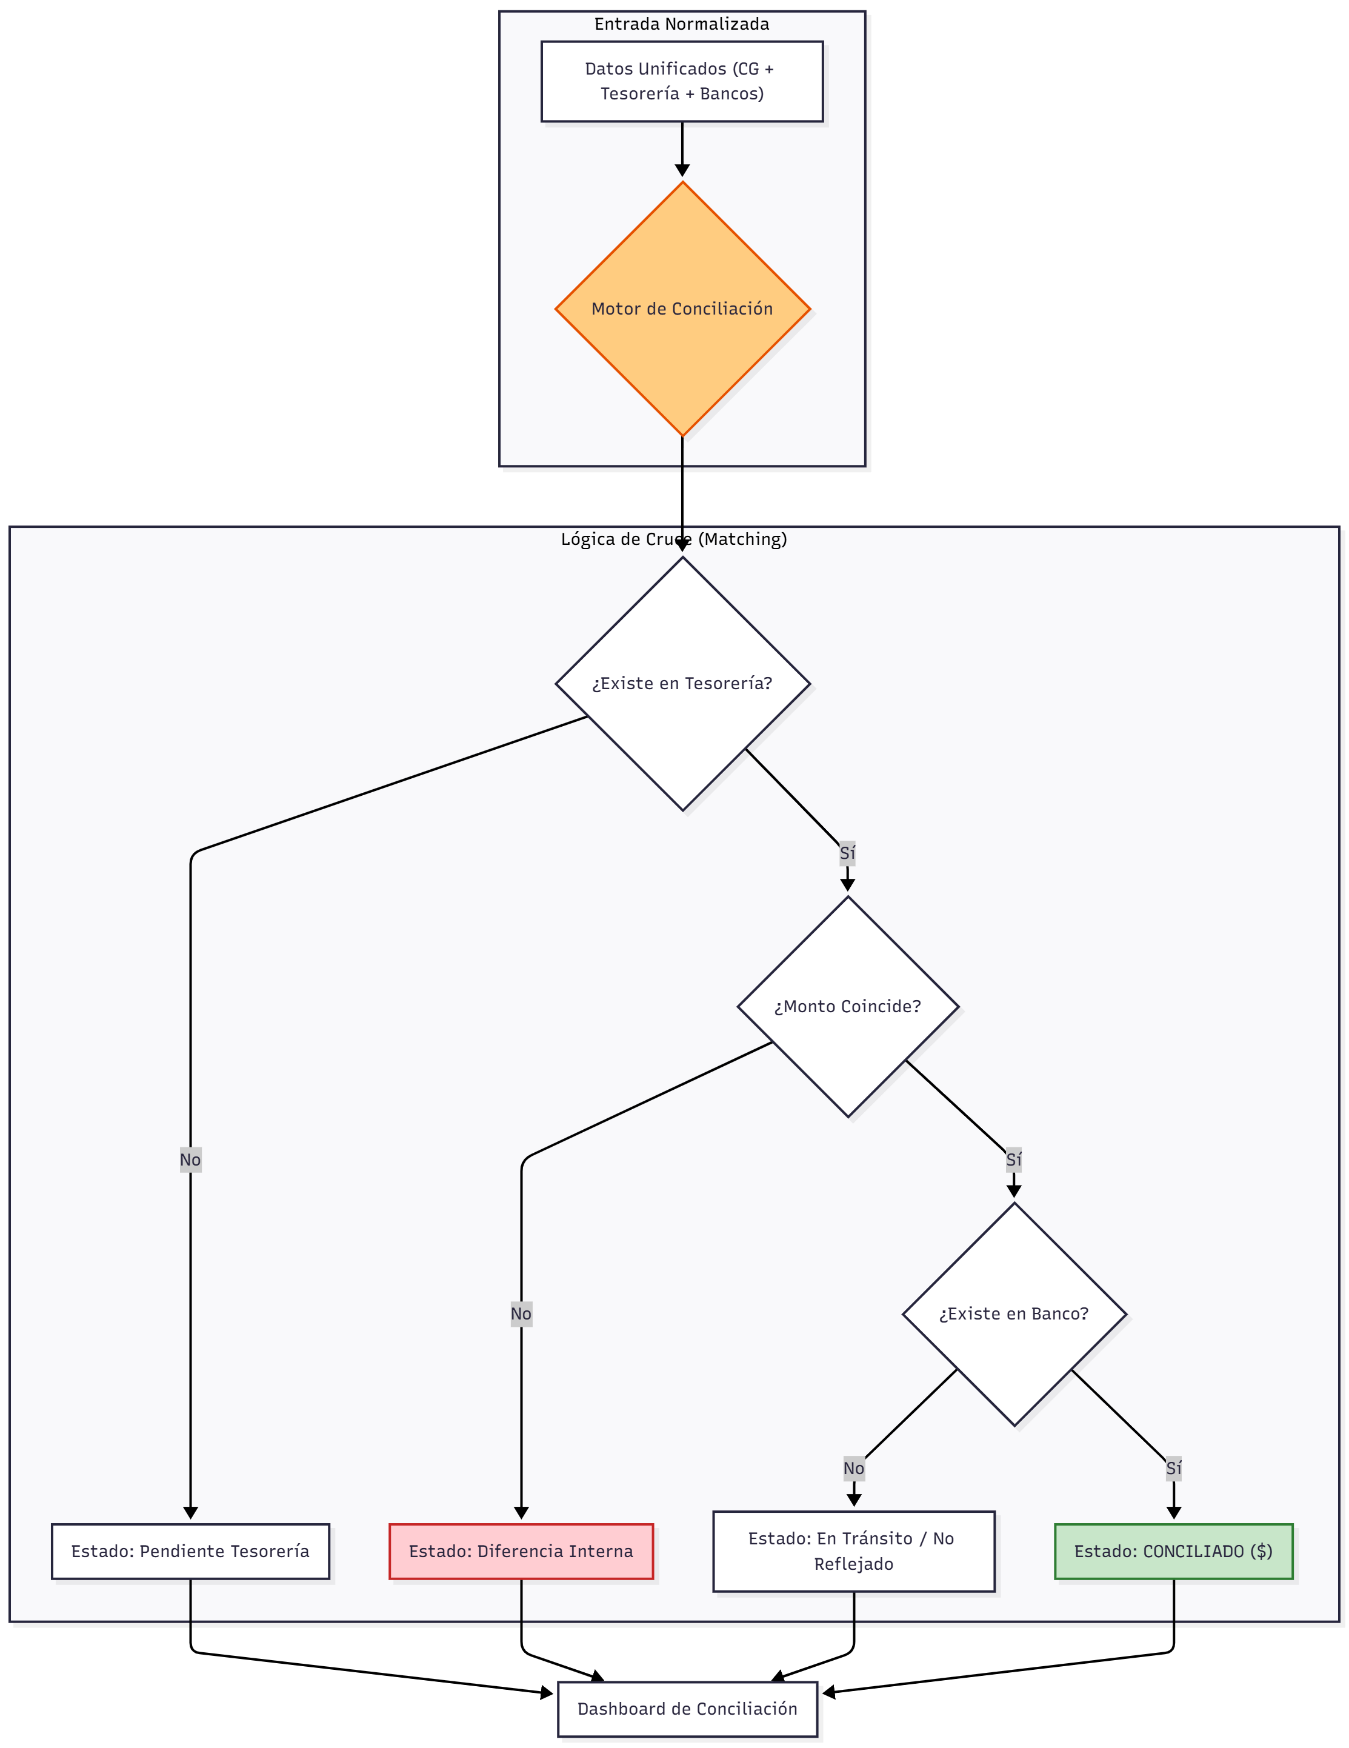 Entrada Normalizada
Datos Unificados (CG +
Tesorería + Bancos)
Motor de Conciliación
Lógica de Cruce (Matching)
¿Existe en Tesorería?
Sí
¿Monto Coincide?
No
Sí
No
¿Existe en Banco?
No
Sí
Estado: Pendiente Tesorería
Estado: Diferencia Interna
Estado: En Tránsito / No
Reflejado
Estado: CONCILIADO ($)
Dashboard de Conciliación